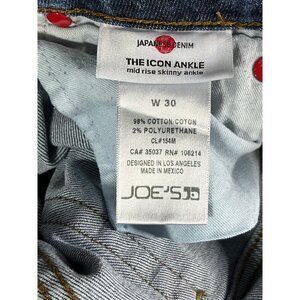 JAPANESE DENIM
THE ICON ANKLE
mid rise skinny ankle
W 30
98% COTTON/COTON
2% POLYURETHANE
CL#154M
CA# 35037 RN# 106214
DESIGNED IN LOS ANGELES
MADE IN MEXICO
JOE'S